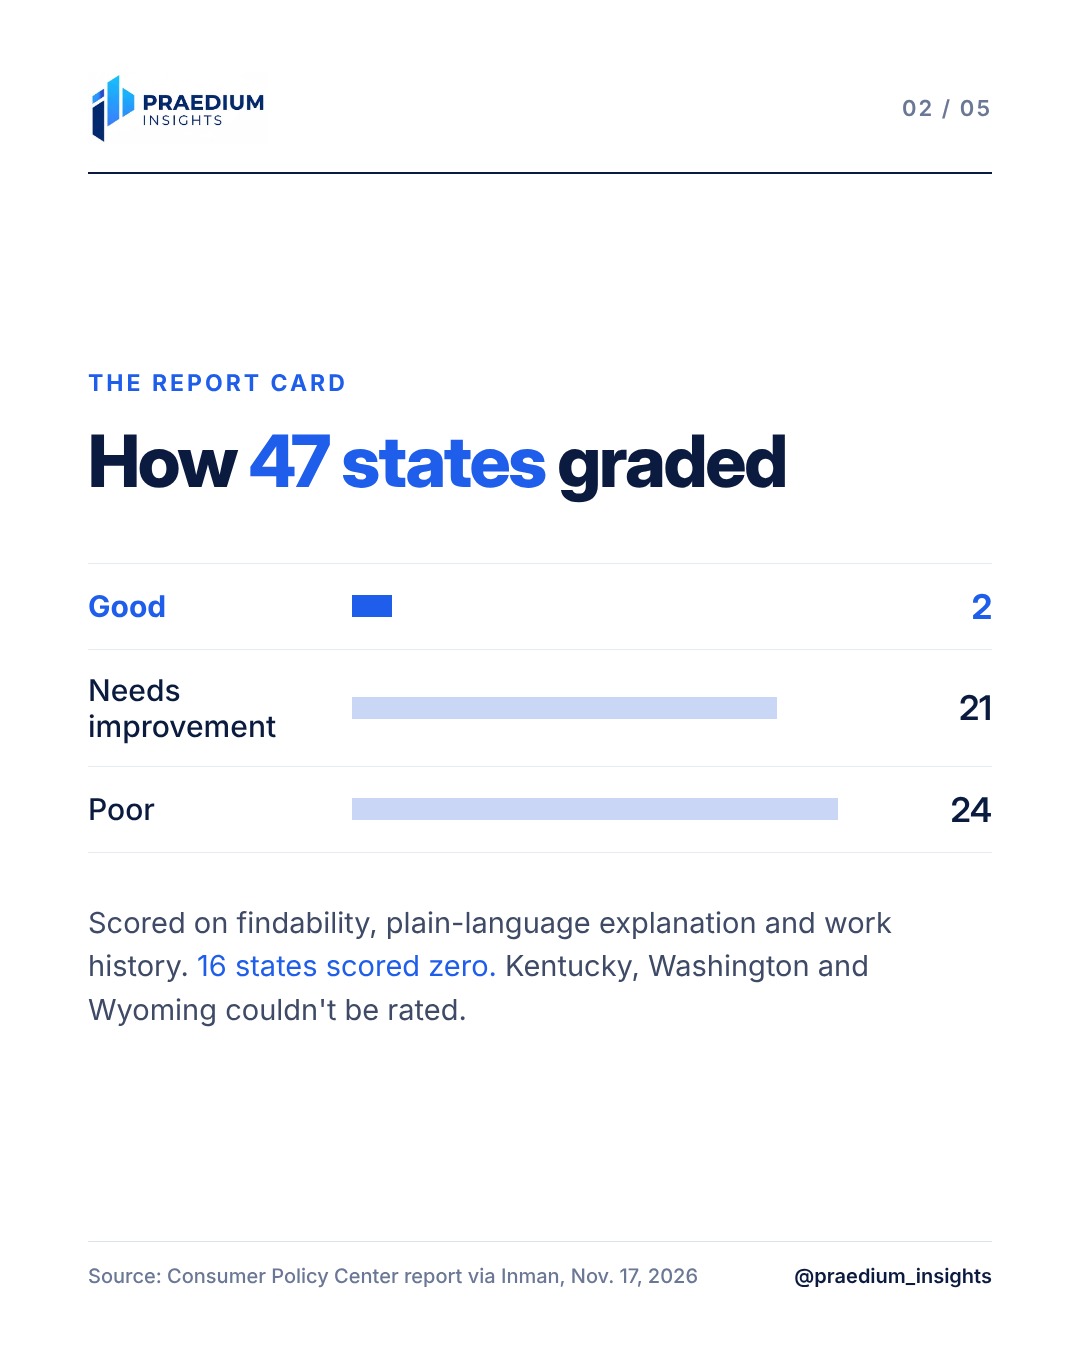 PRAEDIUM
INSIGHTS
02 / 05
THE REPORT CARD
How 47 states graded
Good 2
Needs
improvement 21
Poor 24
Scored on findability, plain-language explanation and work
history. 16 states scored zero. Kentucky, Washington and
Wyoming couldn't be rated.
Source: Consumer Policy Center report via Inman, Nov. 17, 2026 @praedium_insights